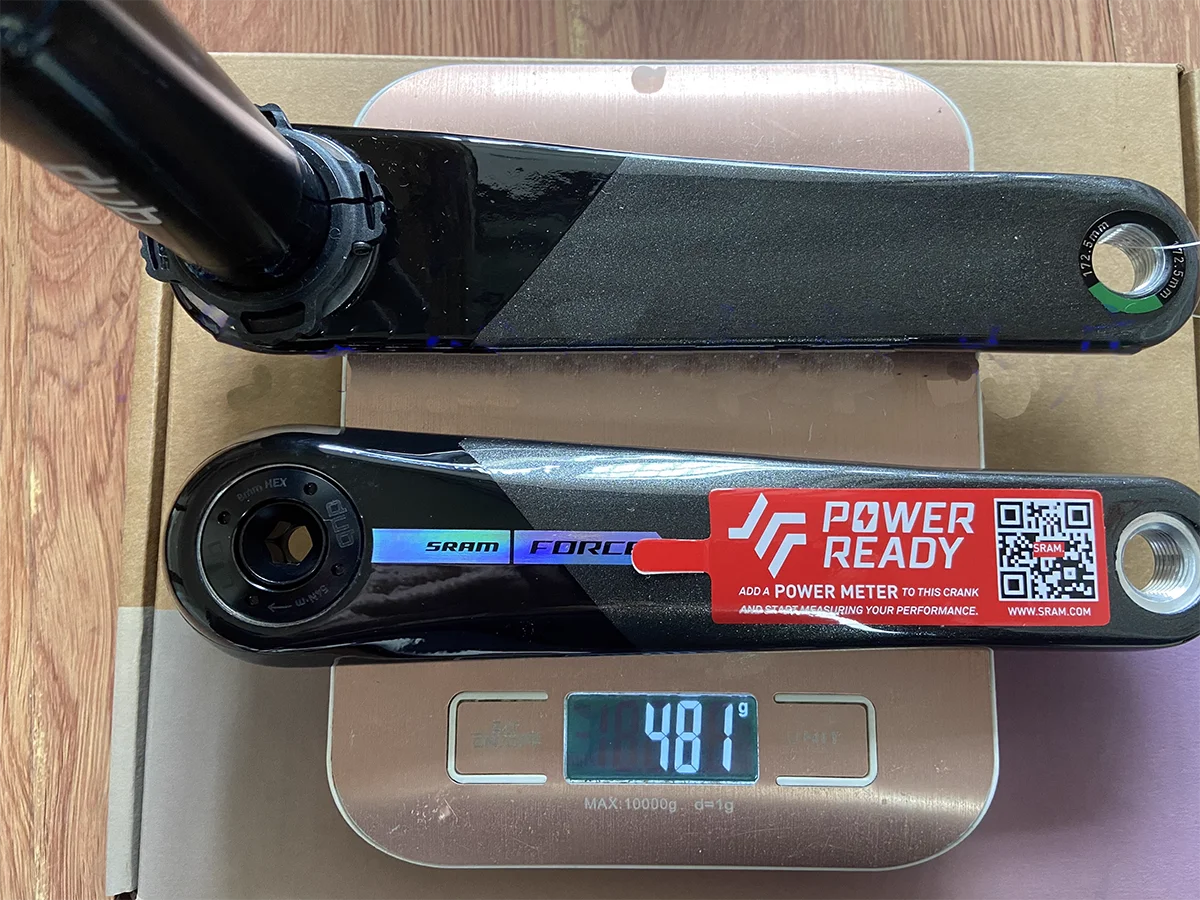 dub
172.5mm
172.5mm
8mm HEX
dub
54N·m
SRAM FORCE
POWER
READY
ADD A POWER METER TO THIS CRANK
AND START MEASURING YOUR PERFORMANCE.
SRAM.
WWW.SRAM.COM
481g
MAX:10000g d=1g